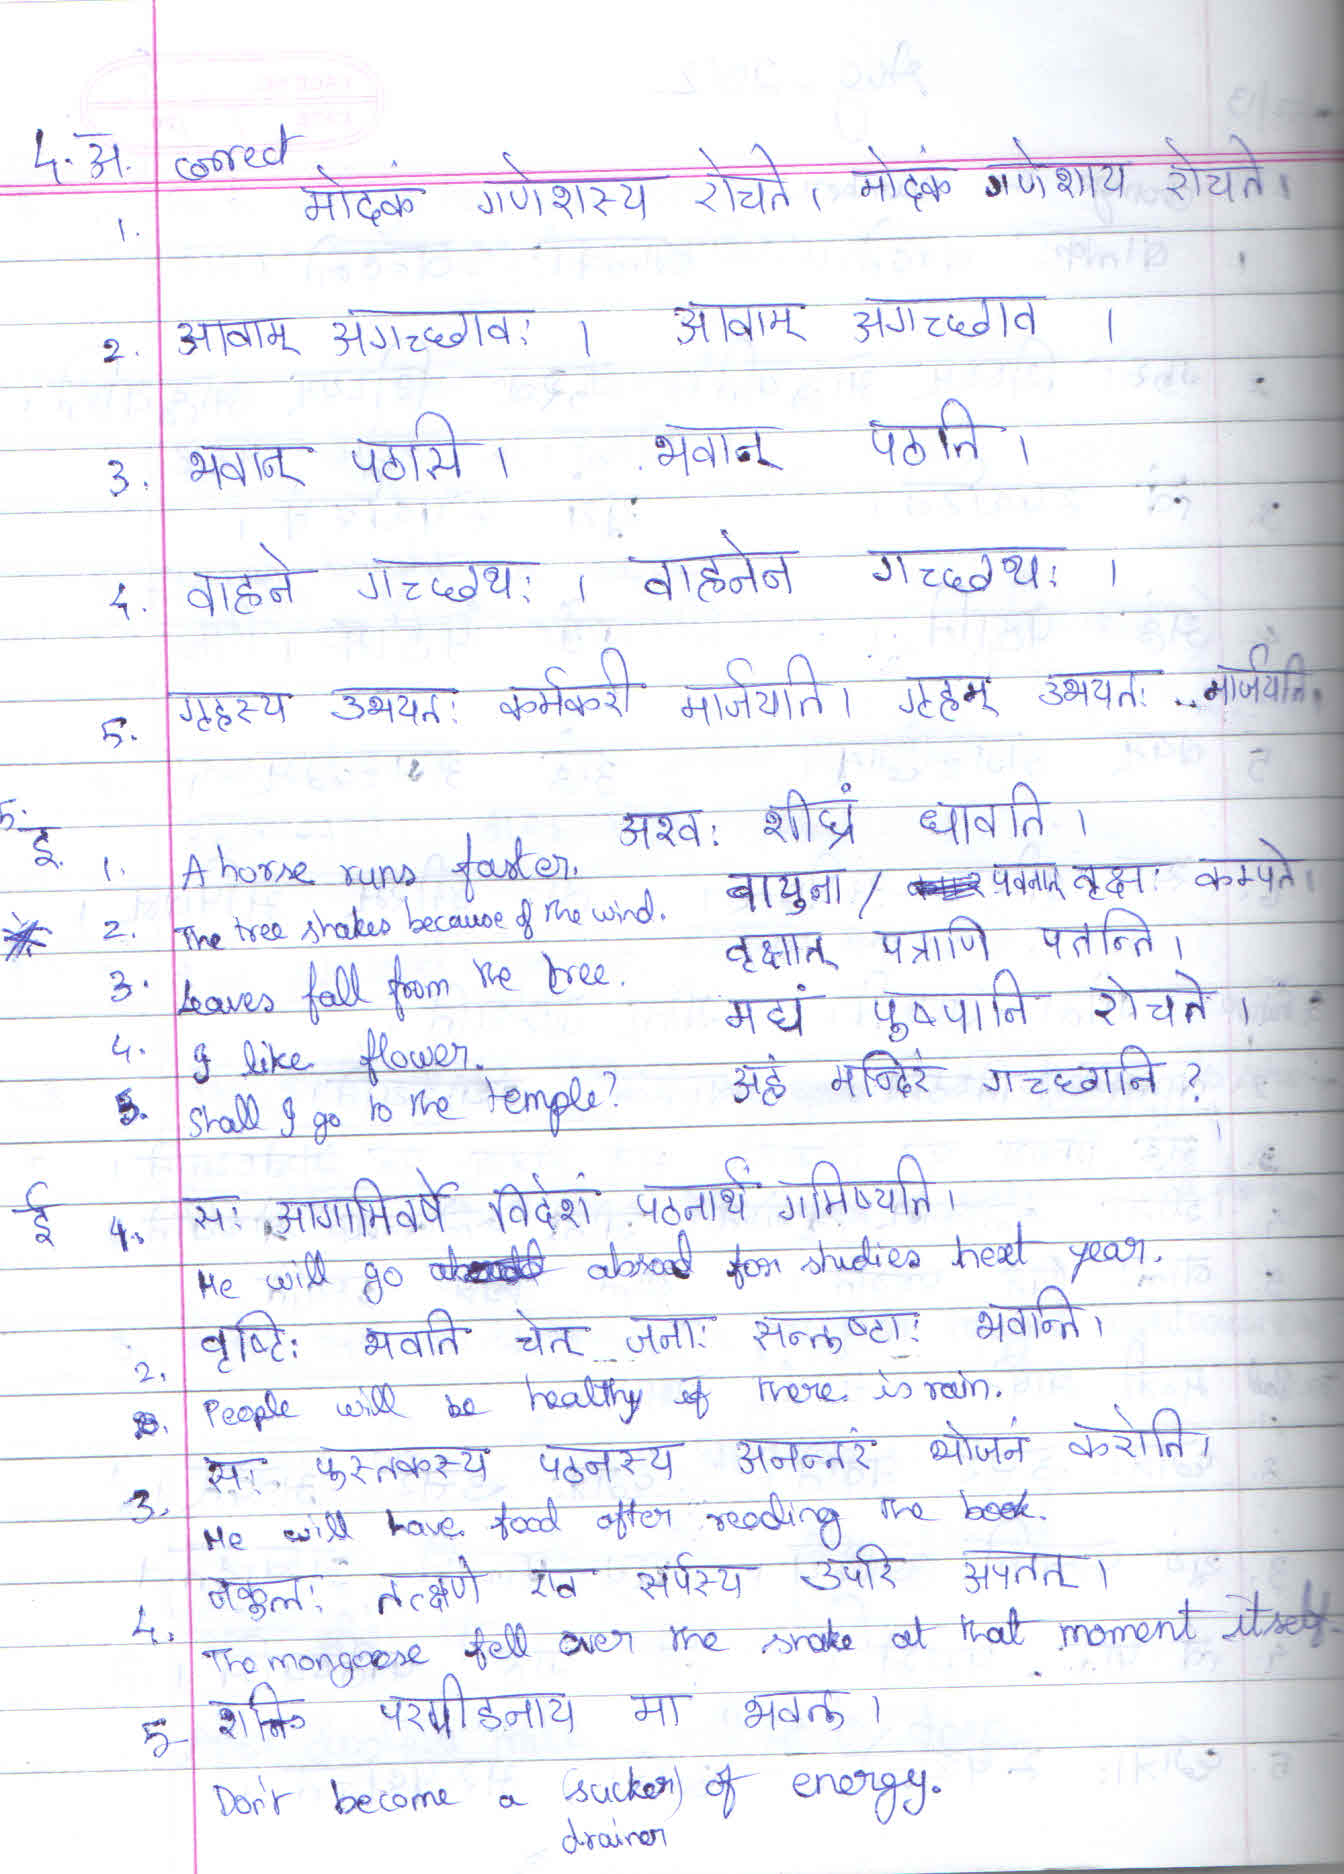 4. अ. correct
1. मोदकं गणेशस्य रोचते। मोदकं गणेशाय रोचते।
2. आवाम् अगच्छावः । आवाम् अगच्छाव ।
3. भवान् पठसि । भवान् पठति ।
4. वाहने गच्छथः । वाहनेन गच्छथः ।
5. गृहस्य उभयतः कर्मकरी मार्जयति। गृहम् उभयतः .. मार्जयति।
5.
इ. 1. A horse runs faster. अश्वः शीघ्रं धावति ।
2. The tree shakes because of the wind. वायुना / पवनात् वृक्षः कम्पते
3. Leaves fall from the tree. वृक्षात् पत्राणि पतन्ति ।
4. I like flower. मह्यं पुष्पानि रोचते ।
5. Shall I go to the temple? अहं मन्दिरं गच्छानि ?
ई 1. सः आगामिवर्षे विदेशं पठनार्थं गमिष्यति।
He will go abroad for studies next year.
2. वृष्टिः भवति चेत् जनाः सन्तुष्टाः भवन्ति।
People will be healthy if there is rain.
3. सः पुस्तकस्य पठनस्य अनन्तरं भोजनं करोति।
He will have food after reading the book.
4. नकुलः तत्क्षणे एव सर्पस्य उपरि अपतत् ।
The mongoose fell over the snake at that moment itself.
5 शक्ति परपीडनाय मा भवतु ।
Don't become a (sucker) of energy.
drainer